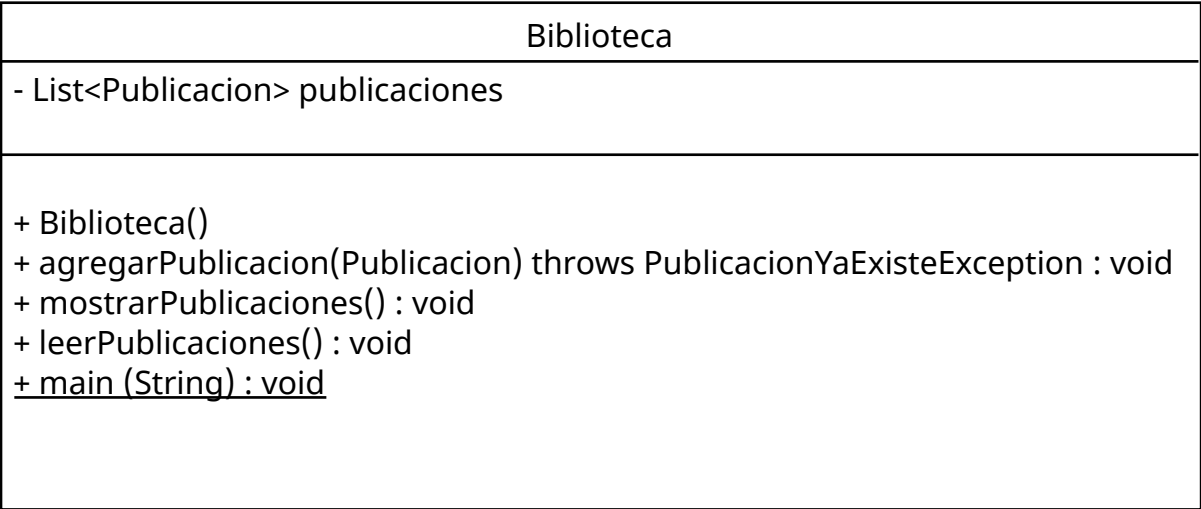 Biblioteca
- List<Publicacion> publicaciones
+ Biblioteca()
+ agregarPublicacion(Publicacion) throws PublicacionYaExisteException : void
+ mostrarPublicaciones() : void
+ leerPublicaciones() : void
+ main (String) : void